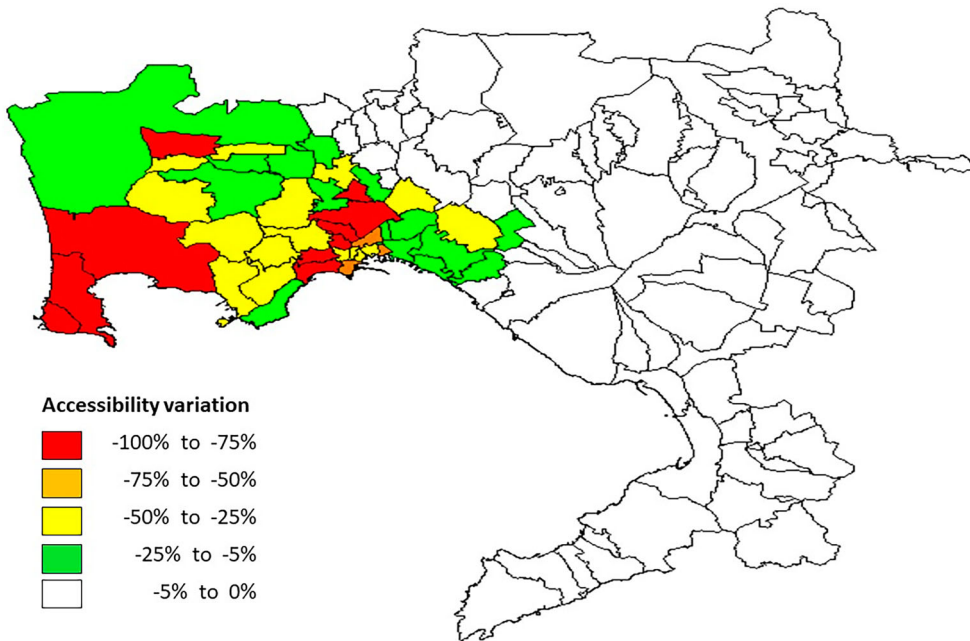 Accessibility variation
-100% to -75%
-75% to -50%
-50% to -25%
-25% to -5%
-5% to 0%